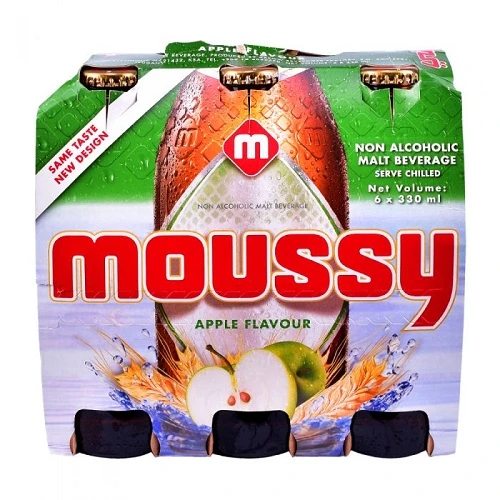 APPLE FLAVOUR
SAME TASTE
NEW DESIGN
m
NON ALCOHOLIC
MALT BEVERAGE
SERVE CHILLED
Net Volume:
6 x 330 ml
NON ALCOHOLIC MALT BEVERAGE
moussy
APPLE FLAVOUR